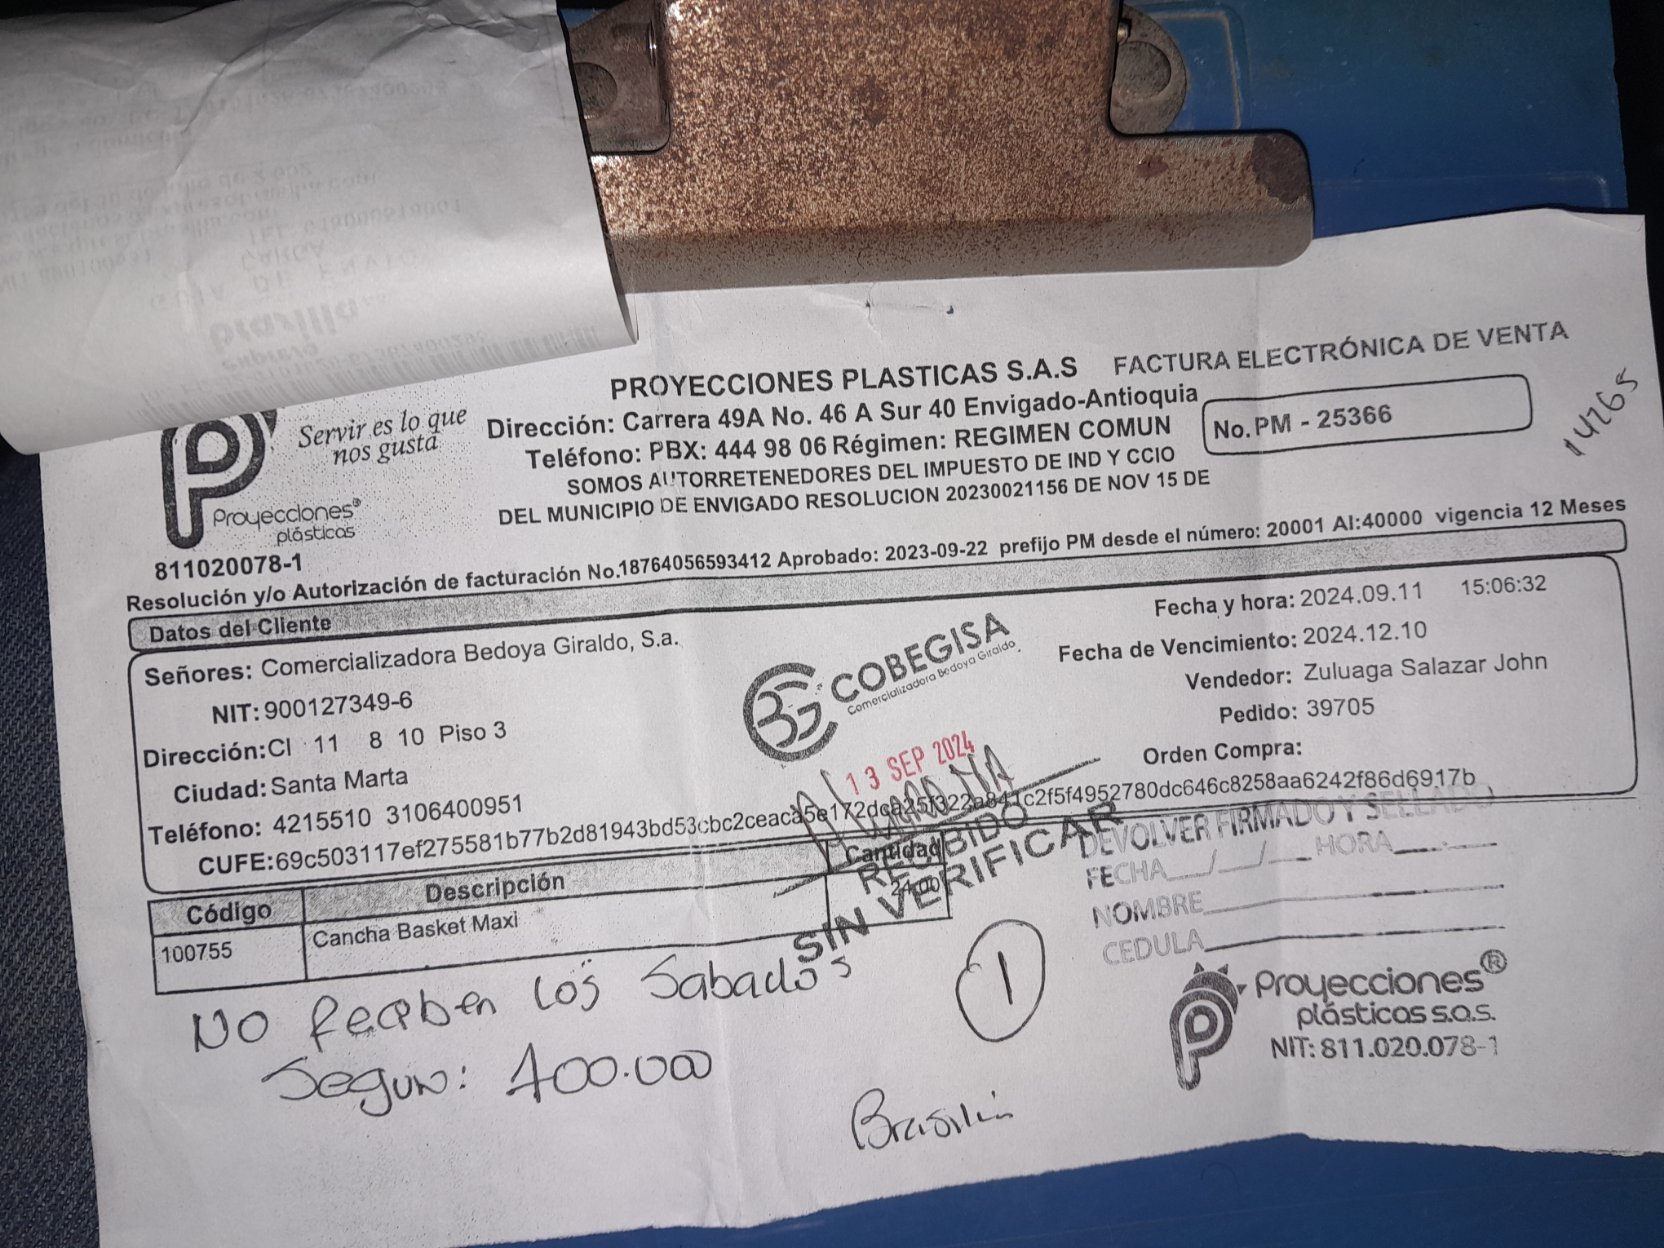 brasilia
PROYECCIONES PLASTICAS S.A.S FACTURA ELECTRÓNICA DE VENTA
Dirección: Carrera 49A No. 46 A Sur 40 Envigado-Antioquia
Teléfono: PBX: 444 98 06 Régimen: REGIMEN COMUN
No. PM - 25366
14265
SOMOS AUTORRETENEDORES DEL IMPUESTO DE IND Y CCIO
DEL MUNICIPIO DE ENVIGADO RESOLUCION 20230021156 DE NOV 15 DE
Servir es lo que
nos gusta
Proyecciones®
plásticas
811020078-1
Resolución y/o Autorización de facturación No.18764056593412 Aprobado: 2023-09-22 prefijo PM desde el número: 20001 Al:40000 vigencia 12 Meses
Datos del Cliente
Señores: Comercializadora Bedoya Giraldo, S.a.
NIT: 900127349-6
Dirección: Cl 11 8 10 Piso 3
Ciudad: Santa Marta
Teléfono: 4215510 3106400951
Fecha y hora: 2024.09.11 15:06:32
Fecha de Vencimiento: 2024.12.10
Vendedor: Zuluaga Salazar John
Pedido: 39705
Orden Compra:
COBEGISA
Comercializadora Bedoya Giraldo
13 SEP 2024
RECIBIDO
SIN VERIFICAR
Código Descripción Cantidad
100755 Cancha Basket Maxi 24,00
DEVOLVER FIRMADO Y SELLADO
FECHA___/___/___ HORA
NOMBRE
CEDULA
Proyecciones®
plásticas s.a.s.
NIT: 811.020.078-1
No Reciben los Sabados
1
Segun: 400.000
Brasilia